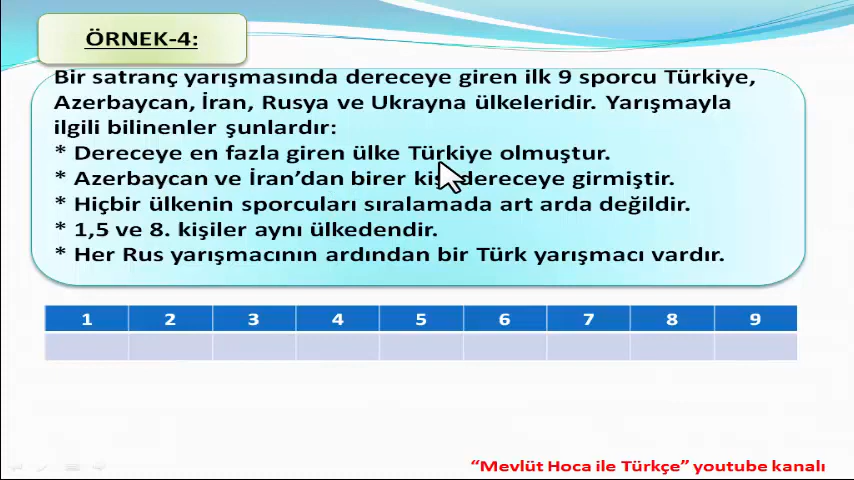 ÖRNEK-4:
Bir satranç yarışmasında dereceye giren ilk 9 sporcu Türkiye,
Azerbaycan, İran, Rusya ve Ukrayna ülkeleridir. Yarışmayla
ilgili bilinenler şunlardır:
* Dereceye en fazla giren ülke Türkiye olmuştur.
* Azerbaycan ve İran'dan birer kişi dereceye girmiştir.
* Hiçbir ülkenin sporcuları sıralamada art arda değildir.
* 1,5 ve 8. kişiler aynı ülkedendir.
* Her Rus yarışmacının ardından bir Türk yarışmacı vardır.
1 2 3 4 5 6 7 8 9
“Mevlüt Hoca ile Türkçe” youtube kanalı